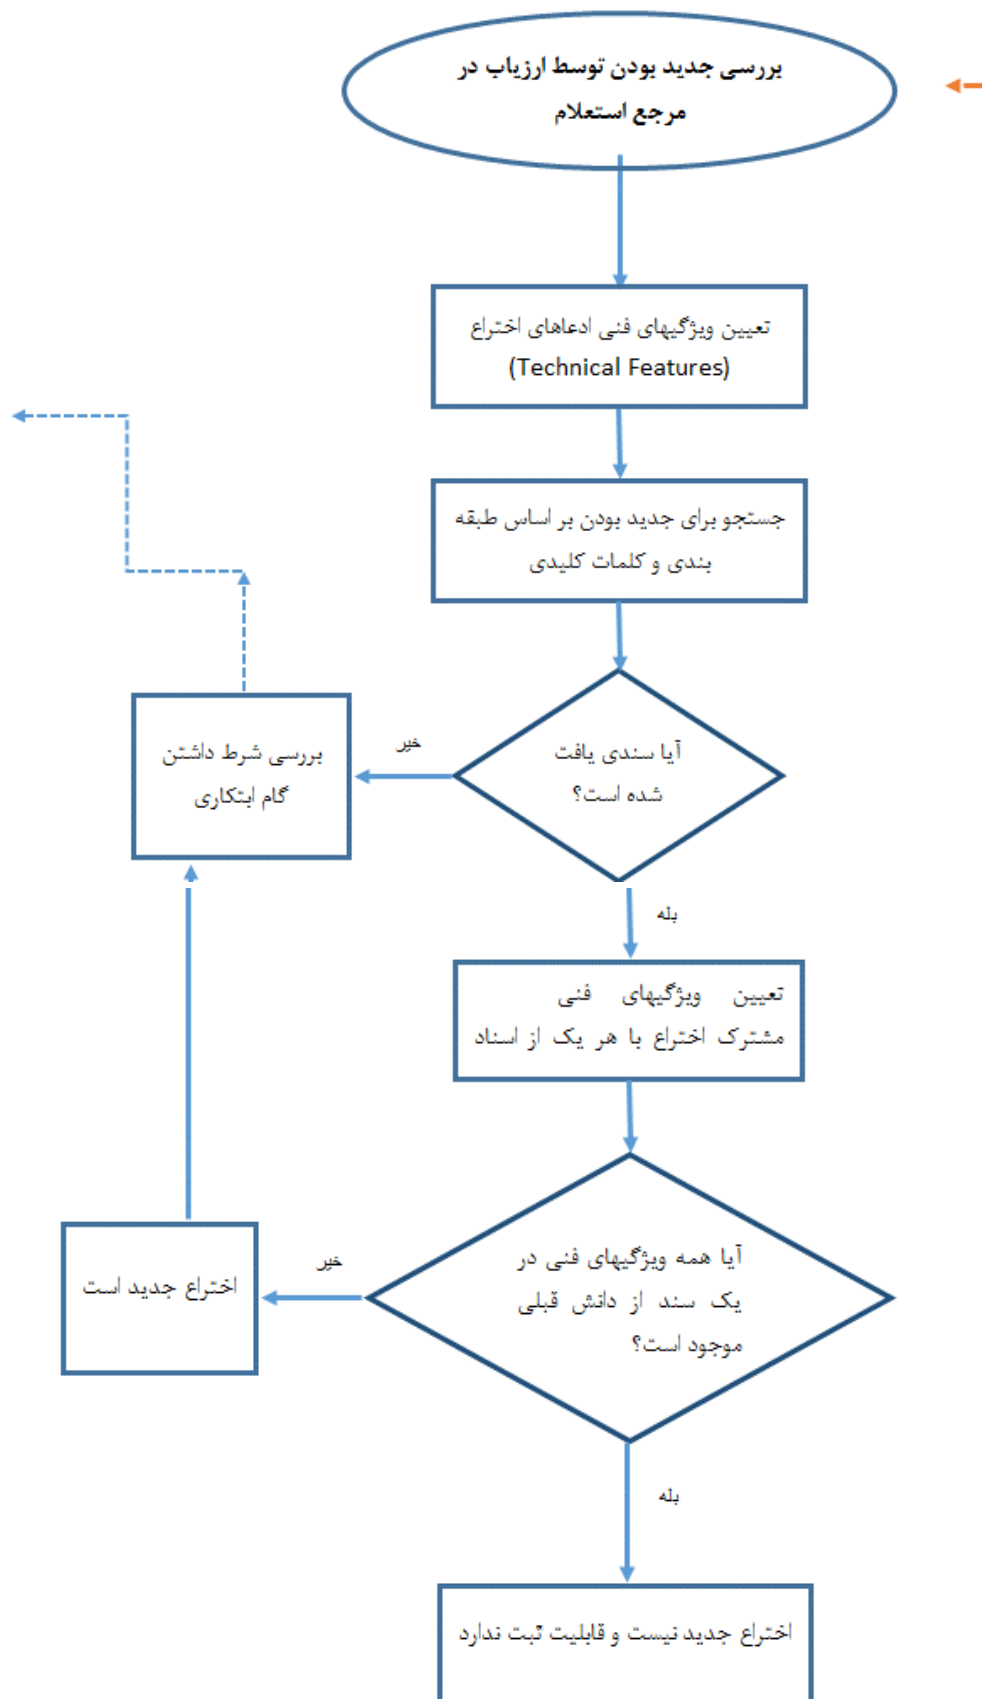 بررسی جدید بودن توسط ارزیاب در
مرجع استعلام
تعیین ویژگیهای فنی ادعاهای اختراع
(Technical Features)
جستجو برای جدید بودن بر اساس طبقه
بندی و کلمات کلیدی
آیا سندی یافت
شده است؟
خیر
بررسی شرط داشتن
گام ابتکاری
بله
تعیین ویژگیهای فنی
مشترک اختراع با هر یک از اسناد
آیا همه ویژگیهای فنی در
یک سند از دانش قبلی
موجود است؟
خیر
اختراع جدید است
بله
اختراع جدید نیست و قابلیت ثبت ندارد